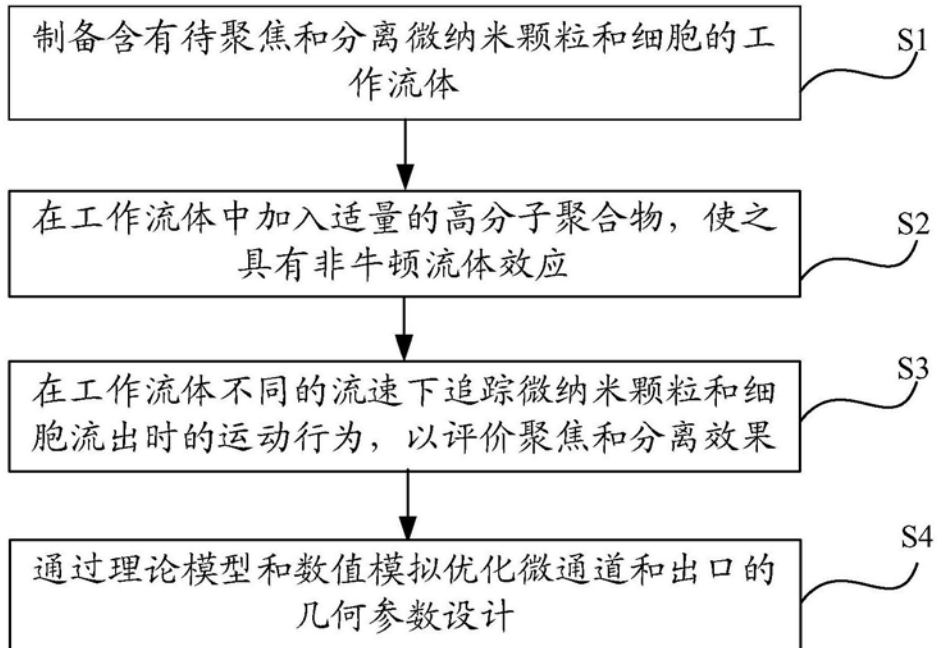 制备含有待聚焦和分离微纳米颗粒和细胞的工
作流体
S1
在工作流体中加入适量的高分子聚合物，使之
具有非牛顿流体效应
S2
在工作流体不同的流速下追踪微纳米颗粒和细
胞流出时的运动行为，以评价聚焦和分离效果
S3
通过理论模型和数值模拟优化微通道和出口的
几何参数设计
S4